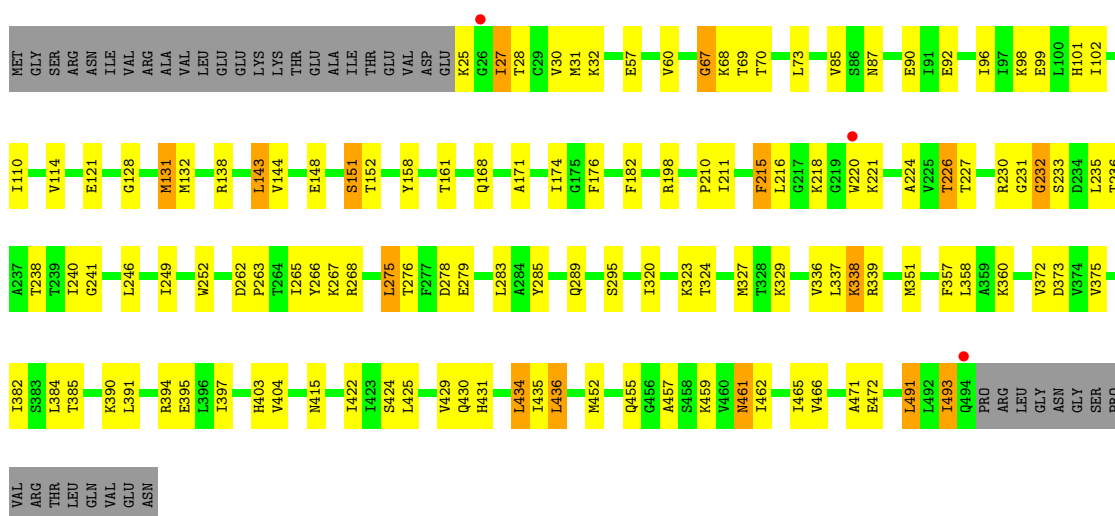 MET GLY SER ARG ASN ILE VAL ARG ALA VAL LEU GLU GLU LYS LYS THR GLU ALA ILE THR GLU VAL ASP GLU K25 G26 I27 T28 C29 V30 M31 K32 E57 V60 G67 K68 T69 T70 L73 V85 S86 N87 E90 I91 E92 I96 I97 K98 E99 L100 H101 I102
I110 V114 E121 G128 M131 M132 R138 L143 V144 E148 S151 T152 Y158 T161 Q168 A171 I174 G175 F176 F182 R198 P210 I211 F215 L216 G217 K218 G219 W220 K221 A224 V225 T226 T227 R230 G231 G232 S233 D234 L235 T236
A237 T238 T239 I240 G241 L246 I249 W252 D262 P263 T264 I265 Y266 K267 R268 L275 T276 F277 D278 E279 L283 A284 Y285 Q289 S295 I320 K323 T324 M327 T328 K329 V336 L337 K338 R339 M351 F357 L358 A359 K360 V372 D373 V374 V375
I382 S383 L384 T385 K390 L391 R394 E395 L396 I397 H403 V404 N415 I422 I423 S424 L425 V429 Q430 H431 L434 I435 L436 M452 Q455 G456 A457 S458 K459 V460 N461 I462 I465 V466 A471 E472 L491 L492 I493 Q494 PRO ARG LEU GLY ASN GLY SER PRO
VAL ARG THR LEU GLN VAL GLU ASN